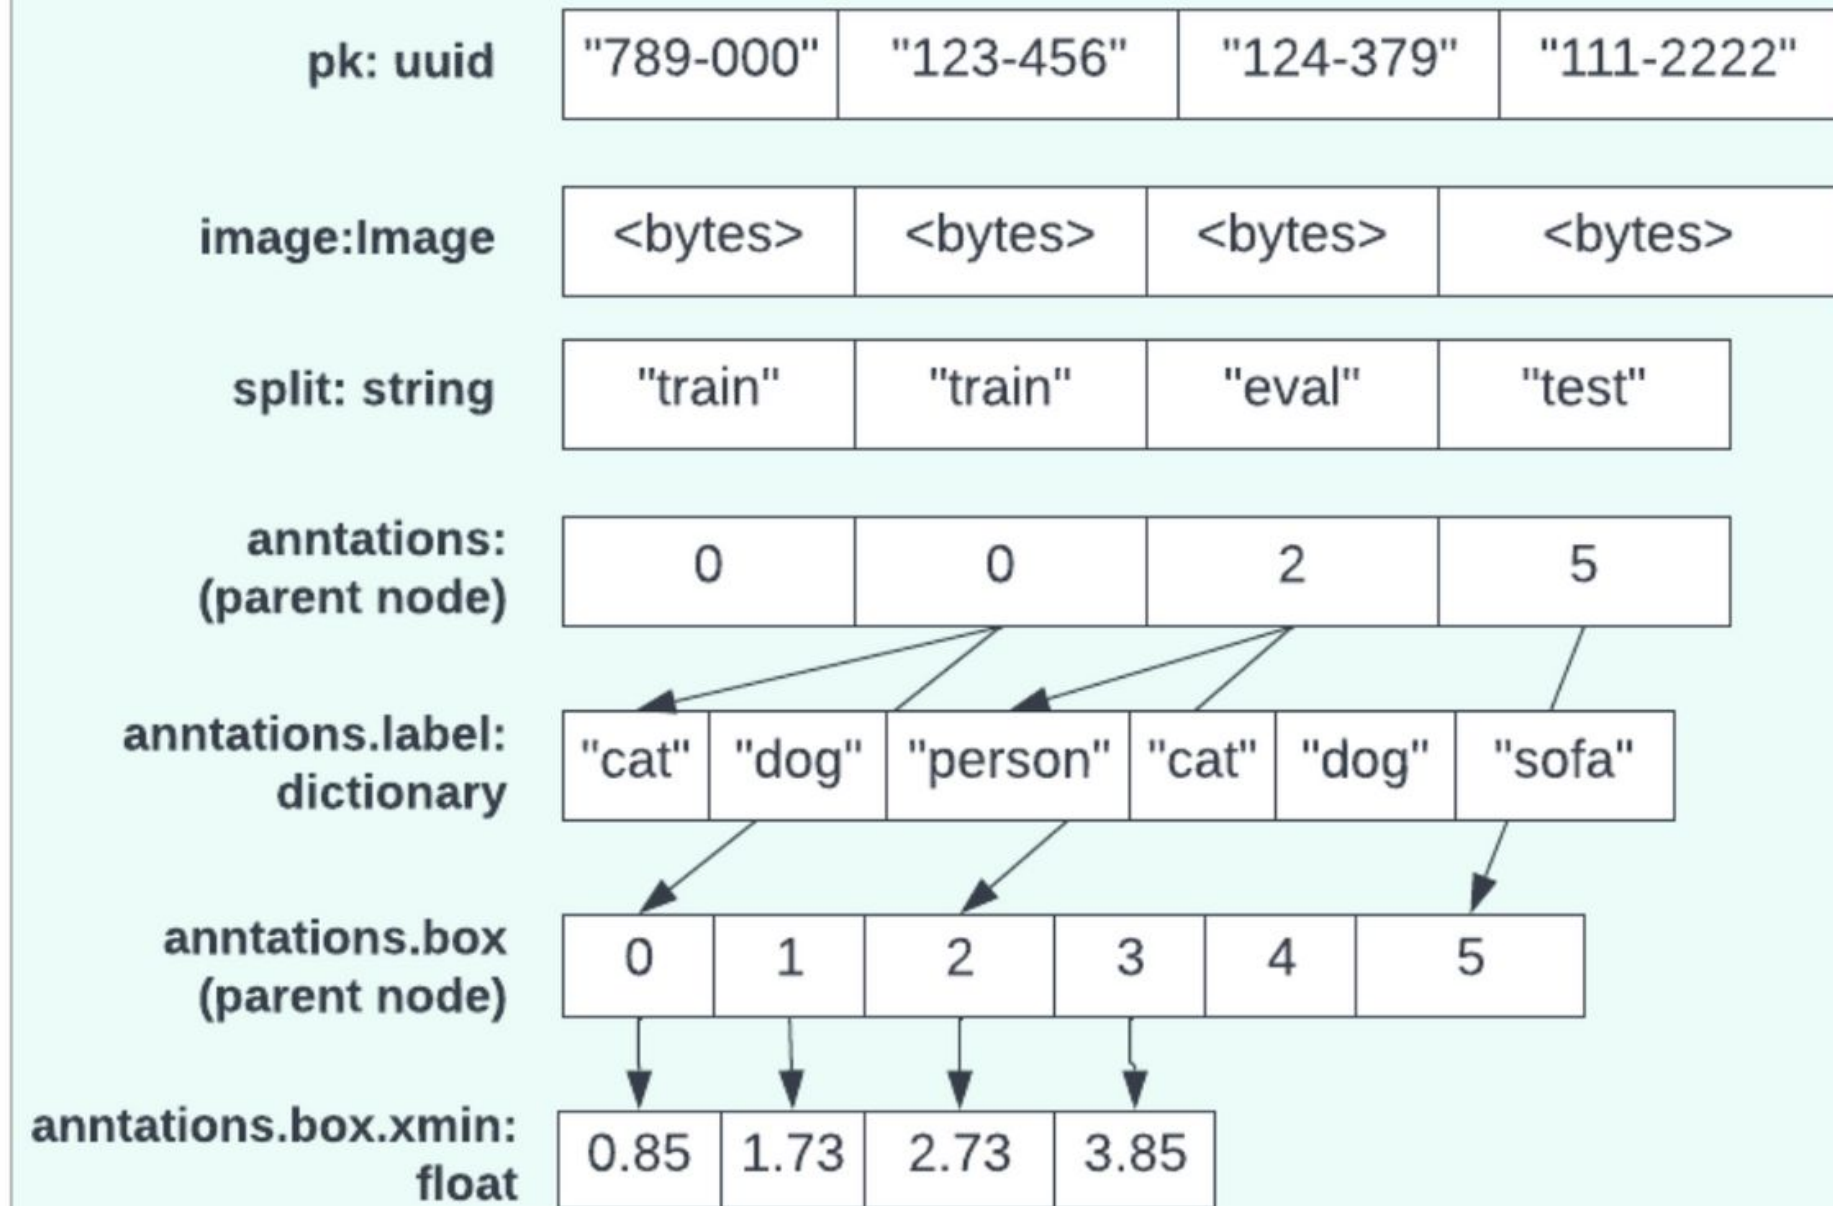 pk: uuid "789-000" "123-456" "124-379" "111-2222"
image:Image <bytes> <bytes> <bytes> <bytes>
split: string "train" "train" "eval" "test"
anntations:
(parent node)
0 0 2 5
anntations.label:
dictionary
"cat" "dog" "person" "cat" "dog" "sofa"
anntations.box
(parent node)
0 1 2 3 4 5
anntations.box.xmin:
float
0.85 1.73 2.73 3.85